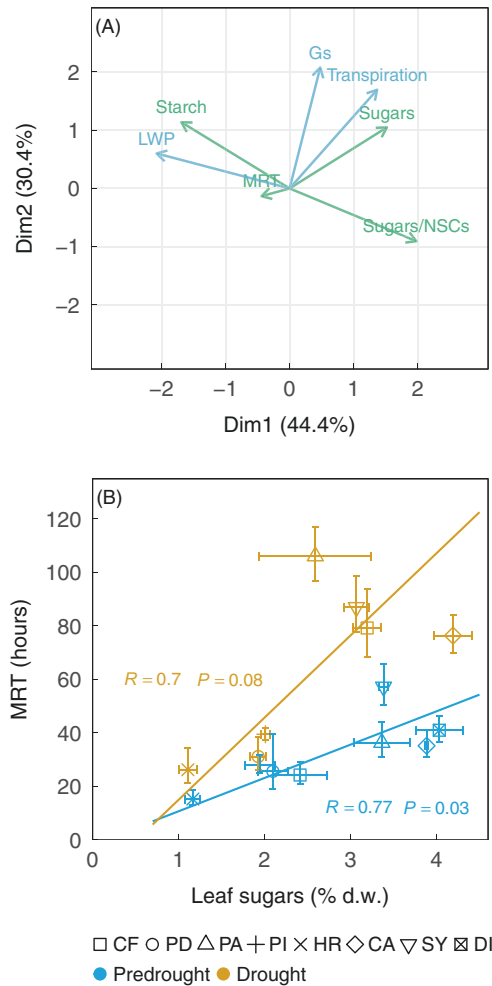 (A)
Gs
Transpiration
Starch
Sugars
LWP
MRT
Sugars/NSCs
2
1
0
−1
−2
Dim2 (30.4%)
−2 −1 0 1 2
Dim1 (44.4%)
(B)
120
100
80
60
40
20
0
MRT (hours)
R = 0.7 P = 0.08
R = 0.77 P = 0.03
0 1 2 3 4
Leaf sugars (% d.w.)
CF PD PA PI HR CA SY DI
Predrought Drought